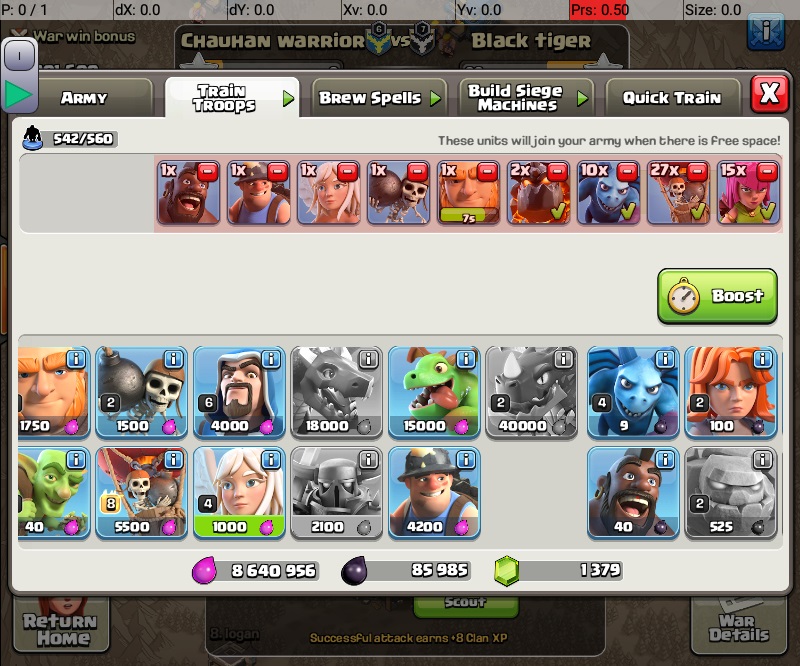 P: 0 / 1 dX: 0.0 dY: 0.0 Xv: 0.0 Yv: 0.0 Prs: 0.50 Size: 0.0
War win bonus
Chauhan warrior 6 vs 7 Black tiger
Army
Train Troops
Brew Spells
Build Siege Machines
Quick Train
X
542/560
These units will join your army when there is free space!
1x 1x 1x 1x 1x 2x 10x 27x 15x
7s
Boost
1750
2 1500
6 4000
18000
15000
2 40000
4 9
2 100
40
8 5500
4 1000
2 2100
4200
40
2 525
8 640 956 85 985 1 379
Return Home
Scout
8. logan
Successful attack earns +8 Clan XP
War Details